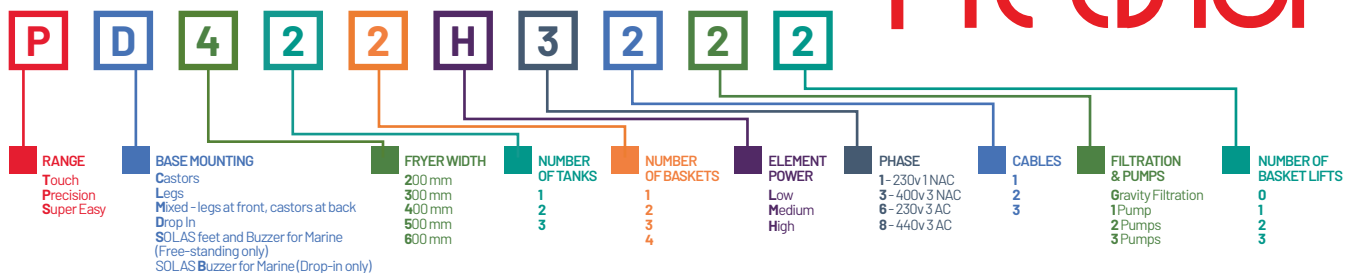 P D 4 2 2 H 3 2 2 2
RANGE
Touch
Precision
Super Easy
BASE MOUNTING
Castors
Legs
Mixed - legs at front, castors at back
Drop In
SOLAS feet and Buzzer for Marine
(Free-standing only)
SOLAS Buzzer for Marine (Drop-in only)
FRYER WIDTH
200 mm
300 mm
400 mm
500 mm
600 mm
NUMBER
OF TANKS
1
2
3
NUMBER
OF BASKETS
1
2
3
4
ELEMENT
POWER
Low
Medium
High
PHASE
1 - 230v 1 NAC
3 - 400v 3 NAC
6 - 230v 3 AC
8 - 440v 3 AC
CABLES
1
2
3
FILTRATION
& PUMPS
Gravity Filtration
1 Pump
2 Pumps
3 Pumps
NUMBER OF
BASKET LIFTS
0
1
2
3